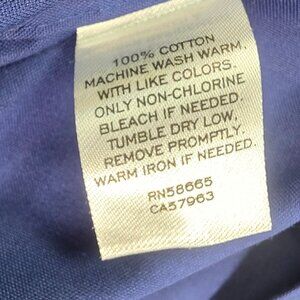 100% COTTON
MACHINE WASH WARM,
WITH LIKE COLORS.
ONLY NON-CHLORINE
BLEACH IF NEEDED.
TUMBLE DRY LOW,
REMOVE PROMPTLY.
WARM IRON IF NEEDED.
RN58665
CA57963